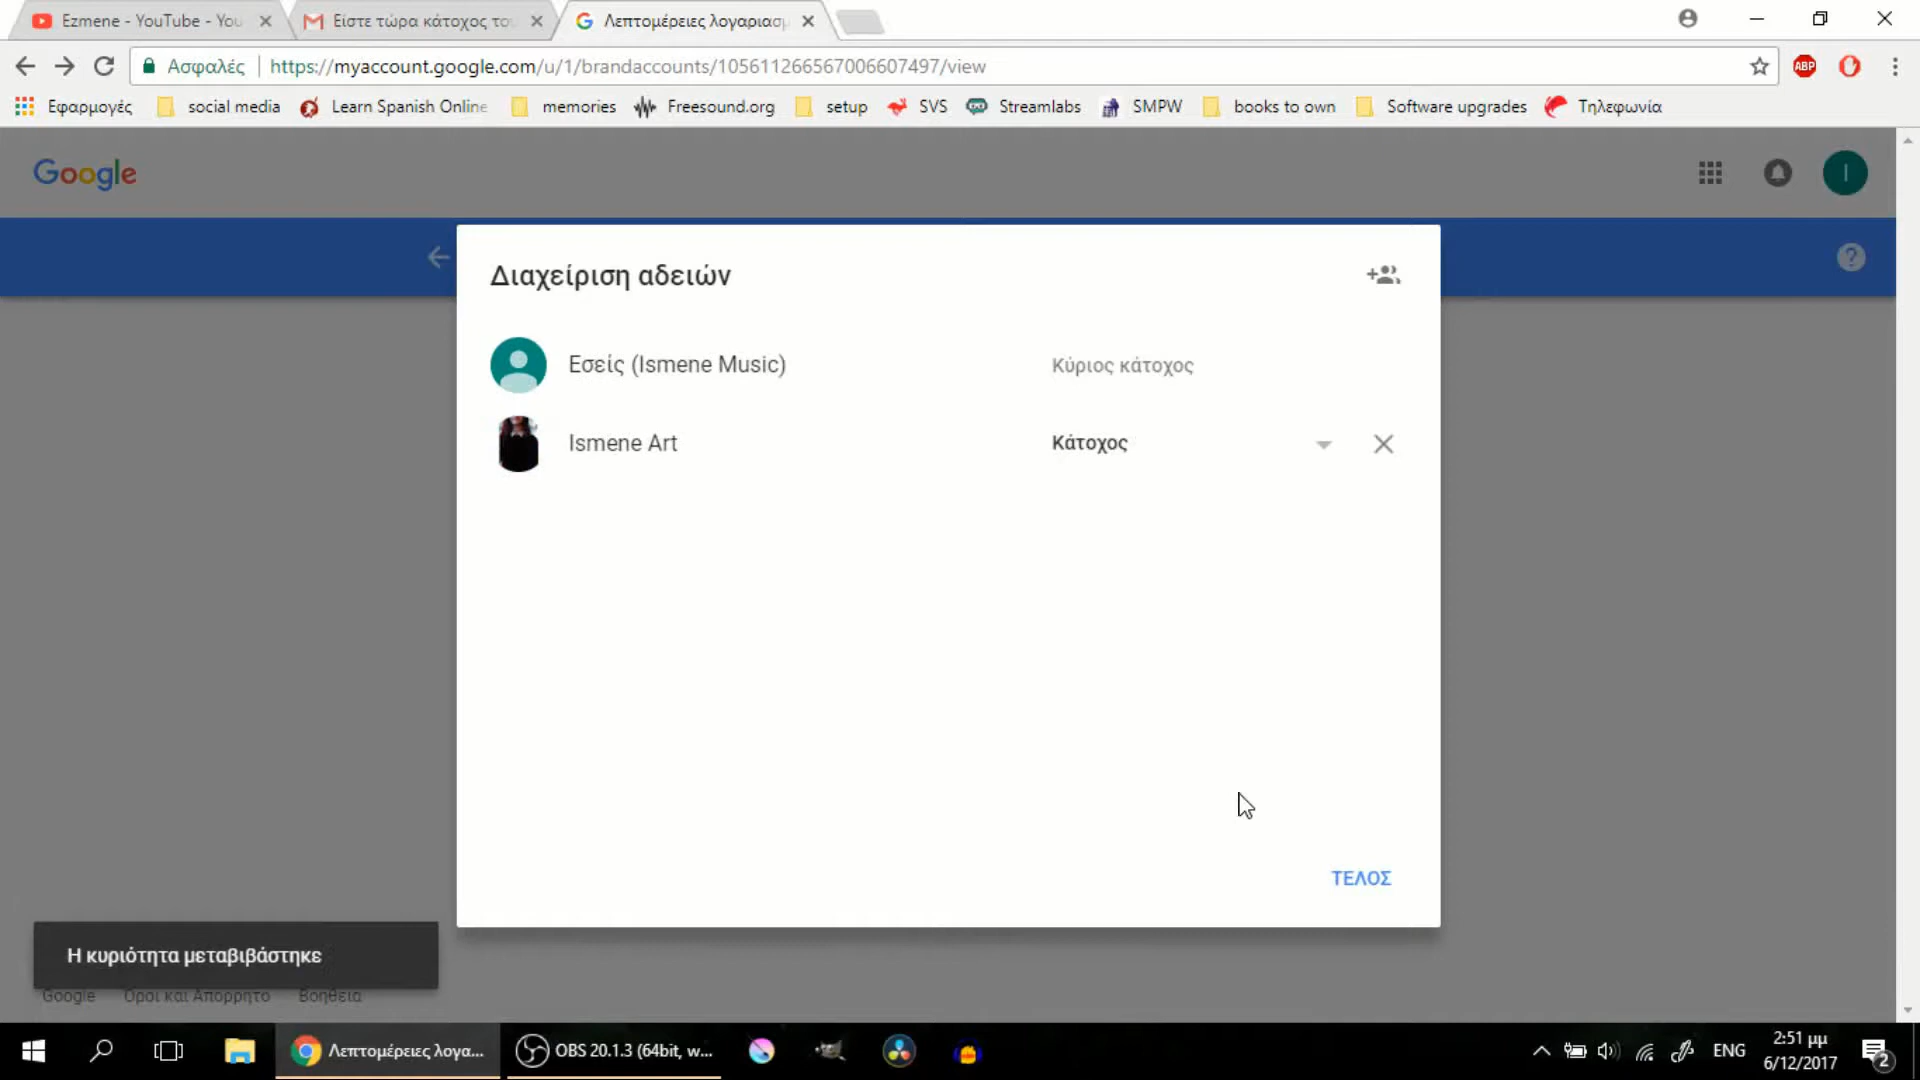 Ezmene - YouTube - You
Είστε τώρα κάτοχος το
Λεπτομέρειες λογαριασμ
Ασφαλές
https://myaccount.google.com/u/1/brandaccounts/105611266567006607497/view
ABP
Εφαρμογές
social media
Learn Spanish Online
memories
Freesound.org
setup
SVS
Streamlabs
SMPW
books to own
Software upgrades
Τηλεφωνία
Google
I
Διαχείριση αδειών
Εσείς (Ismene Music)
Κύριος κάτοχος
Ismene Art
Κάτοχος
ΤΕΛΟΣ
Η κυριότητα μεταβιβάστηκε
Google
Όροι και Απόρρητο
Βοήθεια
Λεπτομέρειες λογα...
OBS 20.1.3 (64bit, w...
ENG
2:51 μμ
6/12/2017
2